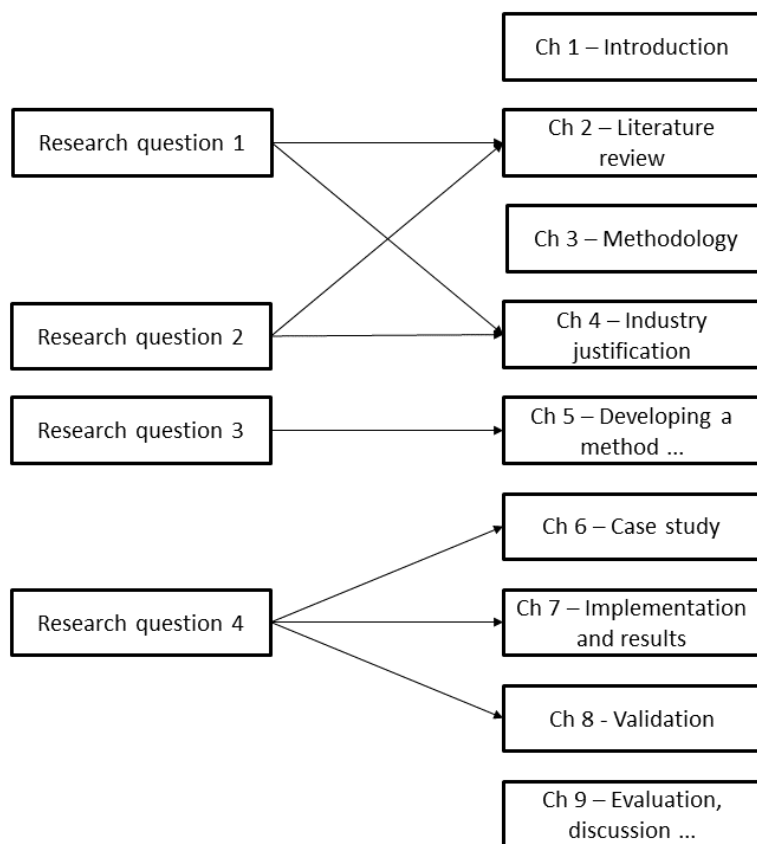 Ch 1 – Introduction
Research question 1
Ch 2 – Literature
review
Ch 3 – Methodology
Research question 2
Ch 4 – Industry
justification
Research question 3
Ch 5 – Developing a
method ...
Ch 6 – Case study
Research question 4
Ch 7 – Implementation
and results
Ch 8 - Validation
Ch 9 – Evaluation,
discussion ...